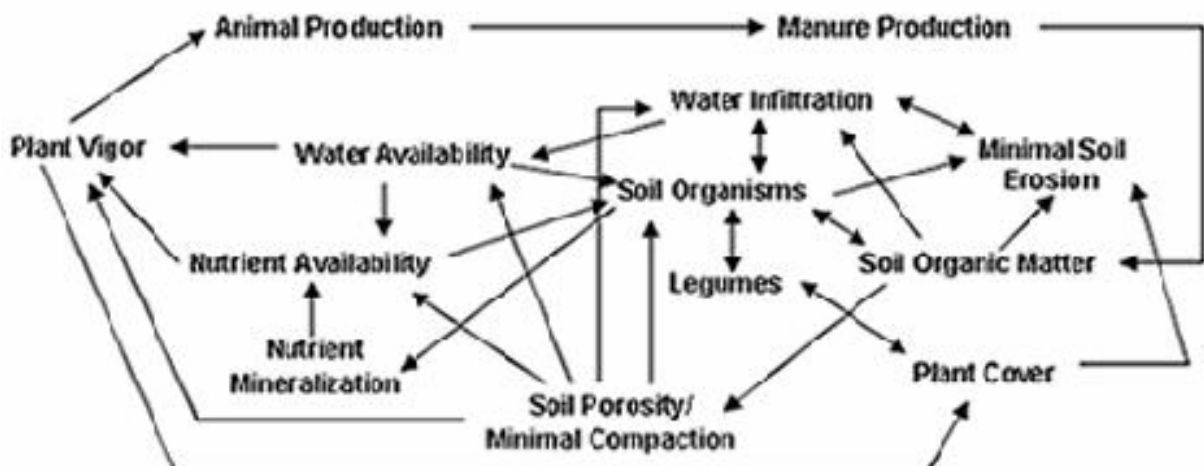 Animal Production
Manure Production
Water Infiltration
Plant Vigor
Water Availability
Minimal Soil
Erosion
Soil Organisms
Nutrient Availability
Soil Organic Matter
Legumes
Nutrient
Mineralization
Plant Cover
Soil Porosity/
Minimal Compaction